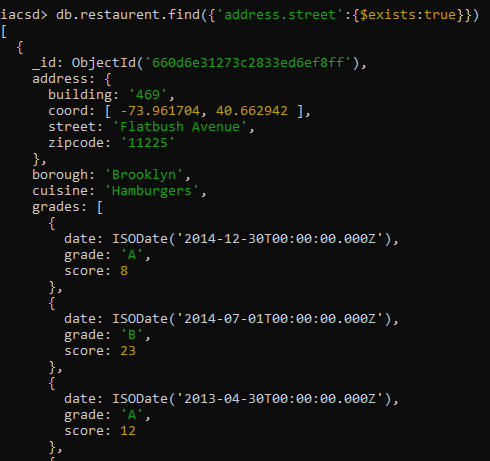 iacsd> db.restaurent.find({'address.street':{$exists:true}})
[
  {
    _id: ObjectId('660d6e31273c2833ed6ef8ff'),
    address: {
      building: '469',
      coord: [ -73.961704, 40.662942 ],
      street: 'Flatbush Avenue',
      zipcode: '11225'
    },
    borough: 'Brooklyn',
    cuisine: 'Hamburgers',
    grades: [
      {
        date: ISODate('2014-12-30T00:00:00.000Z'),
        grade: 'A',
        score: 8
      },
      {
        date: ISODate('2014-07-01T00:00:00.000Z'),
        grade: 'B',
        score: 23
      },
      {
        date: ISODate('2013-04-30T00:00:00.000Z'),
        grade: 'A',
        score: 12
      },
      {